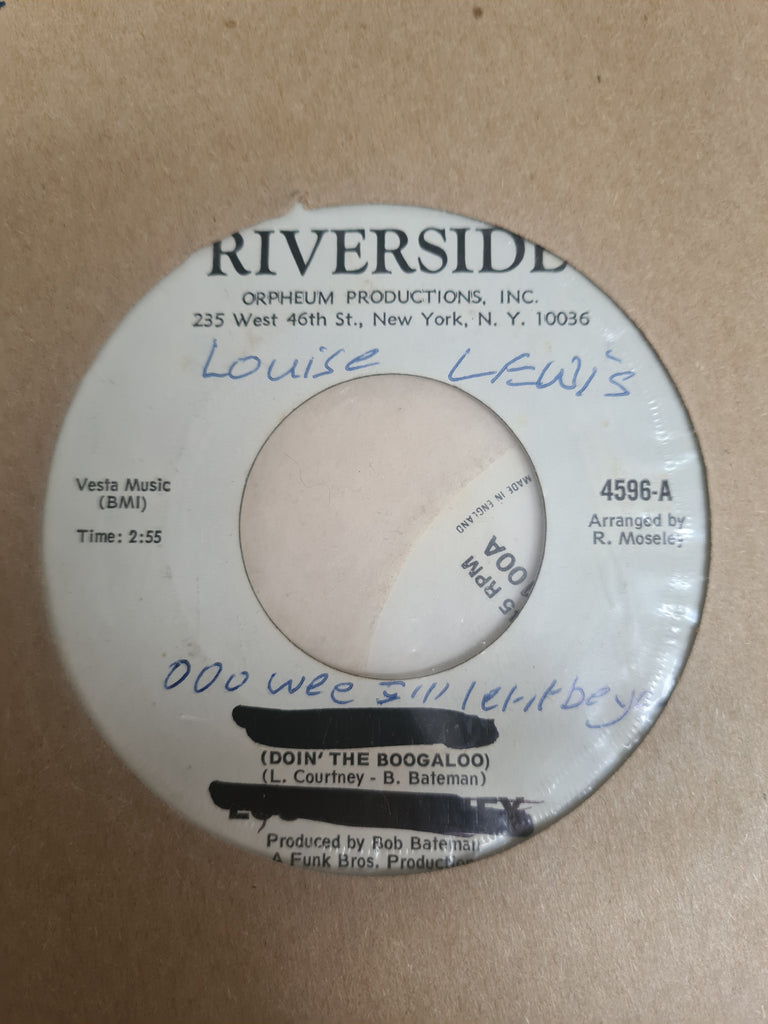 RIVERSIDE
ORPHEUM PRODUCTIONS, INC.
235 West 46th St., New York, N. Y. 10036
Louise LEWiS
Vesta Music
(BMI)
Time: 2:55
4596-A
Arranged by
R. Moseley
MADE IN ENGLAND
RPM
100A
OOO wee I'll let it be yo
(DOIN' THE BOOGALOO)
(L. Courtney - B. Bateman)
Produced by Bob Bateman
A Funk Bros. Production